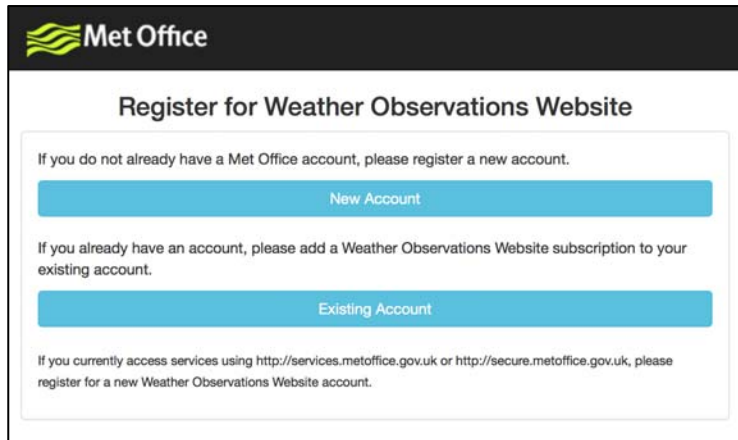 Met Office
Register for Weather Observations Website
If you do not already have a Met Office account, please register a new account.
New Account
If you already have an account, please add a Weather Observations Website subscription to your
existing account.
Existing Account
If you currently access services using http://services.metoffice.gov.uk or http://secure.metoffice.gov.uk, please
register for a new Weather Observations Website account.